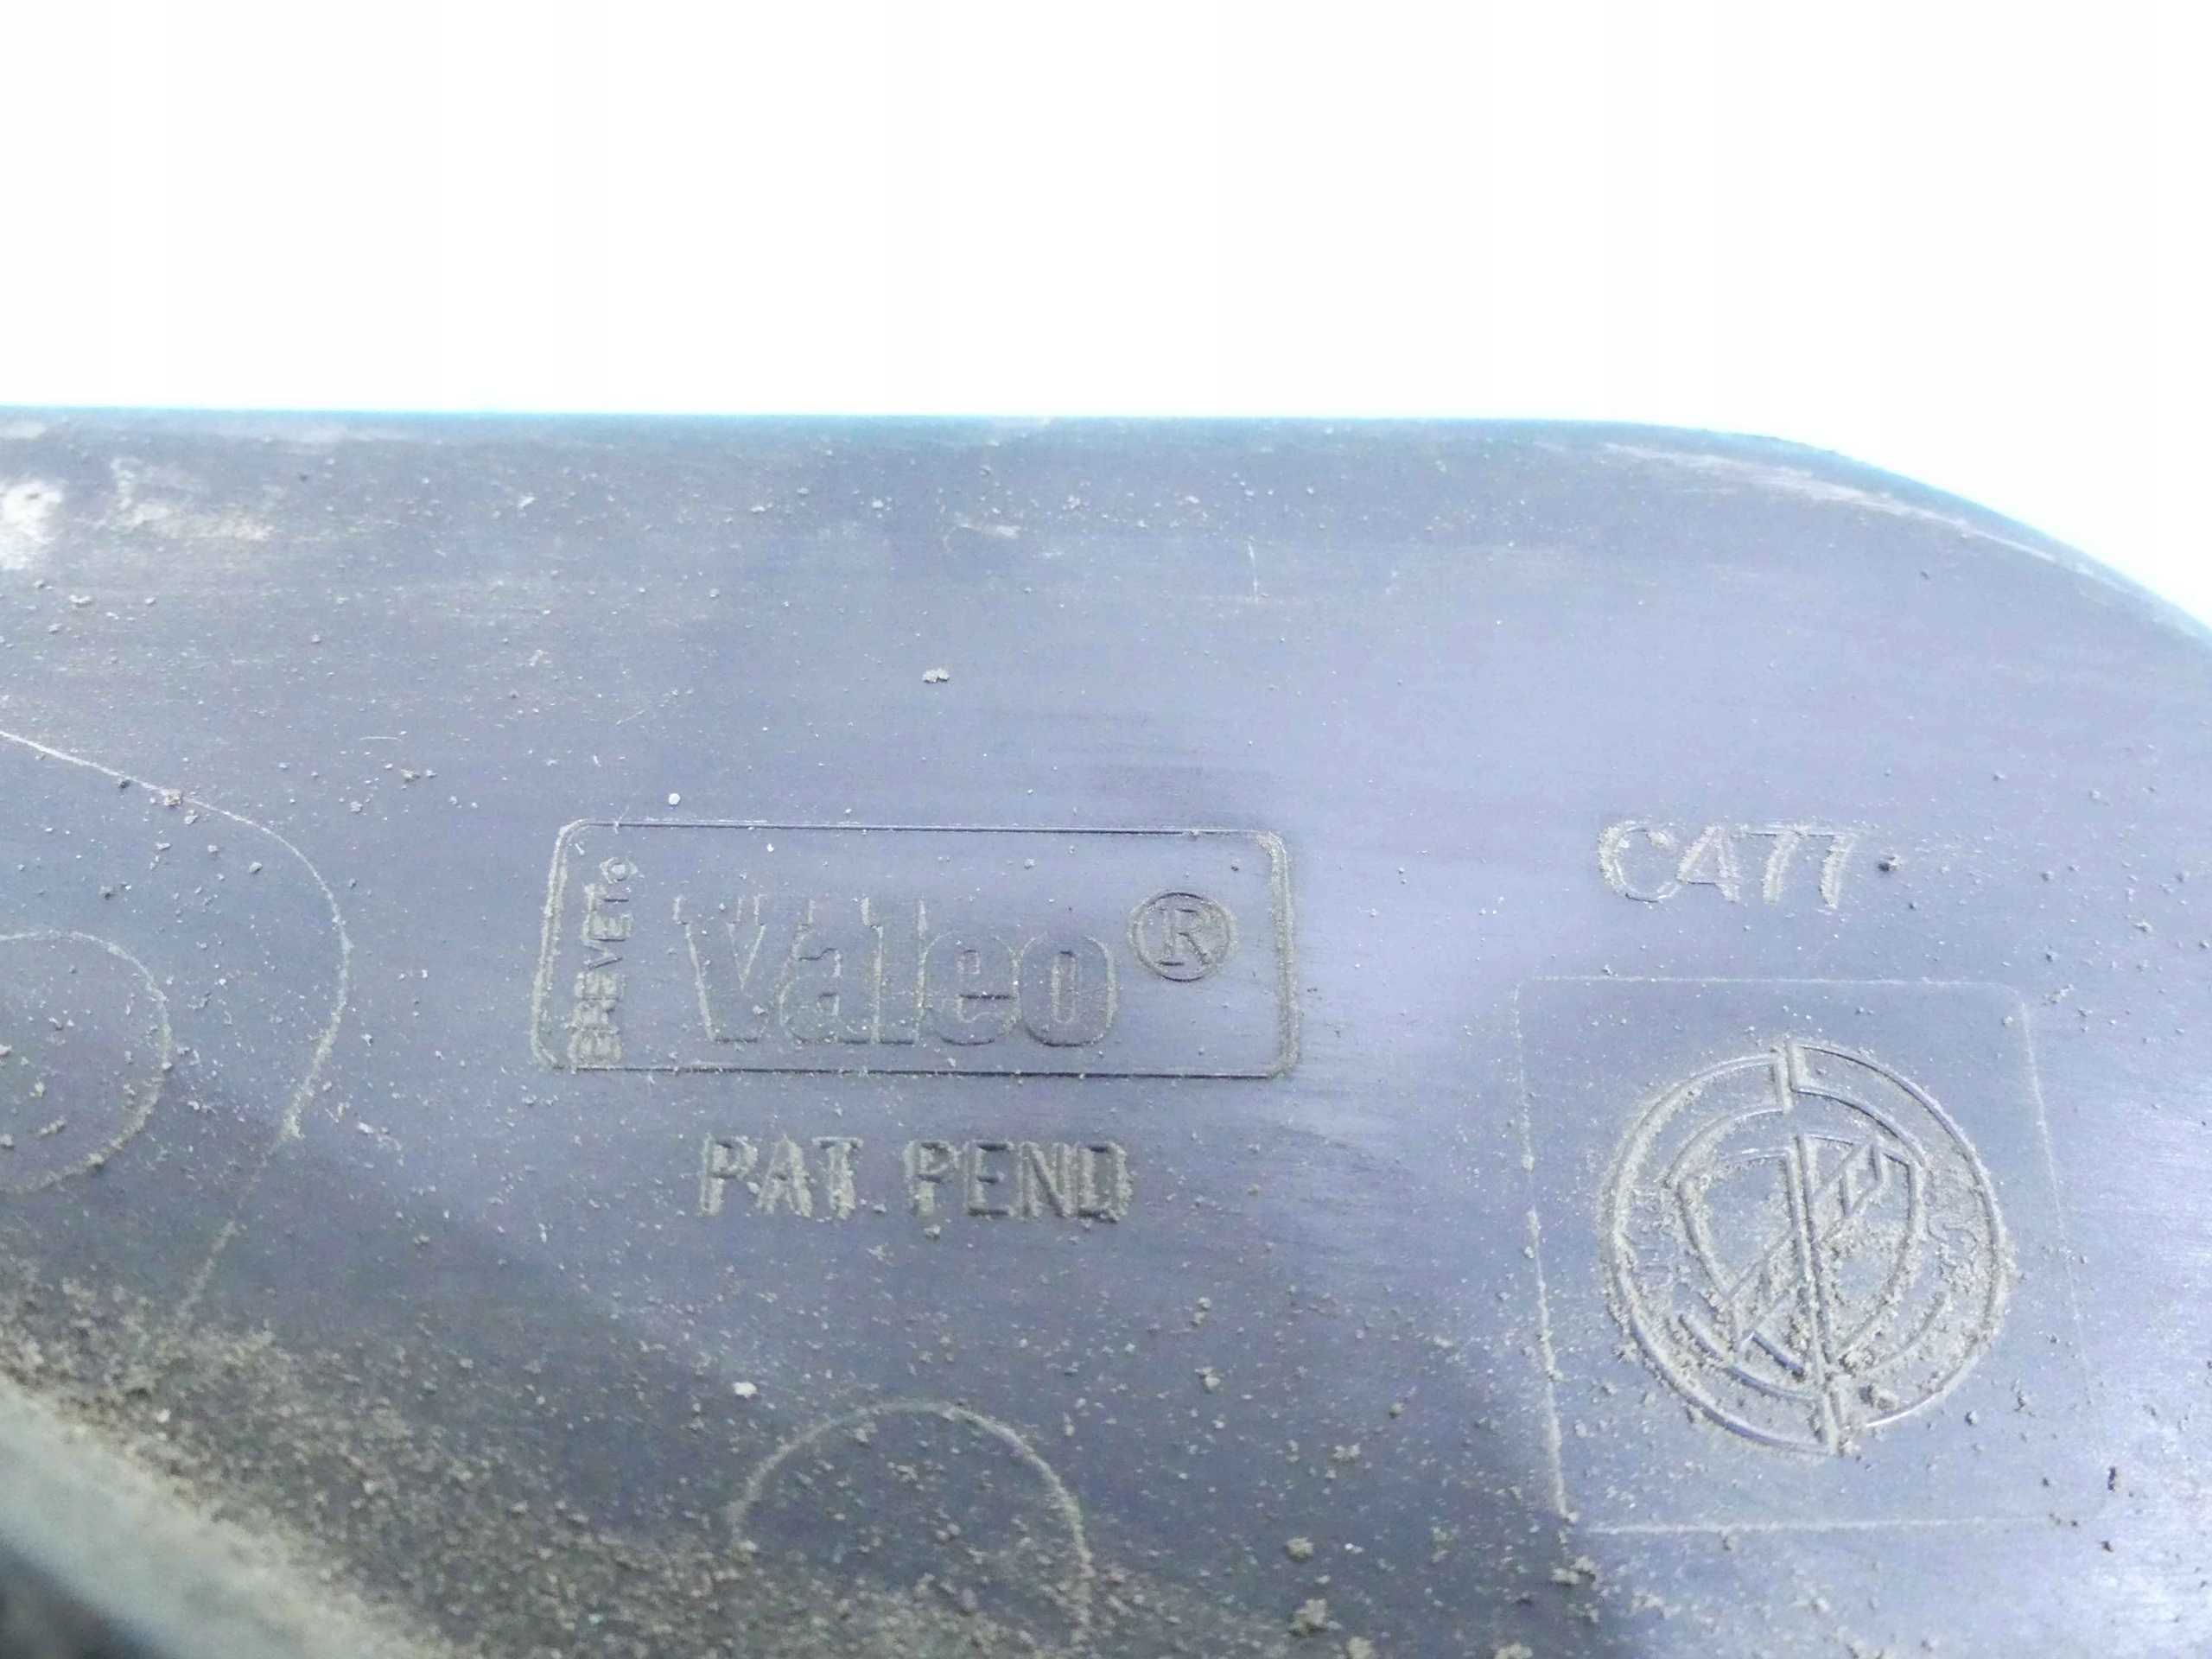 C477
BREVETÉ
Valeo®
PAT. PEND